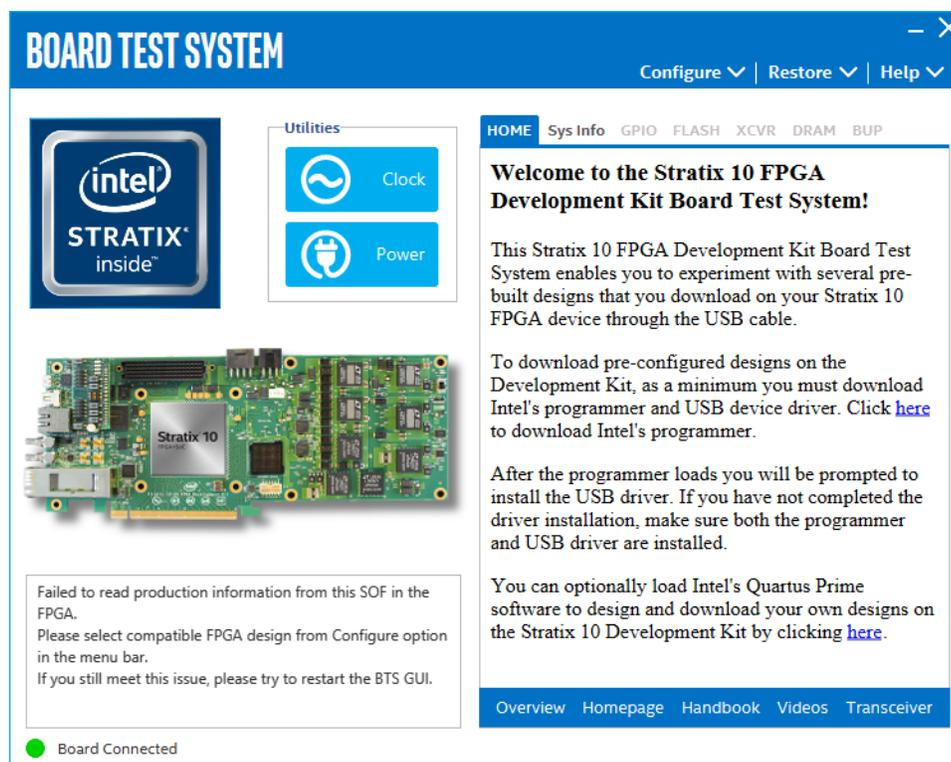 BOARD TEST SYSTEM
Configure
Restore
Help
intel
STRATIX
inside™
Utilities
Clock
Power
HOME Sys Info GPIO FLASH XCVR DRAM BUP
Welcome to the Stratix 10 FPGA
Development Kit Board Test System!
This Stratix 10 FPGA Development Kit Board Test
System enables you to experiment with several pre-
built designs that you download on your Stratix 10
FPGA device through the USB cable.
To download pre-configured designs on the
Development Kit, as a minimum you must download
Intel's programmer and USB device driver. Click here
to download Intel's programmer.
After the programmer loads you will be prompted to
install the USB driver. If you have not completed the
driver installation, make sure both the programmer
and USB driver are installed.
You can optionally load Intel's Quartus Prime
software to design and download your own designs on
the Stratix 10 Development Kit by clicking here.
Stratix 10
Failed to read production information from this SOF in the
FPGA.
Please select compatible FPGA design from Configure option
in the menu bar.
If you still meet this issue, please try to restart the BTS GUI.
Overview Homepage Handbook Videos Transceiver
Board Connected